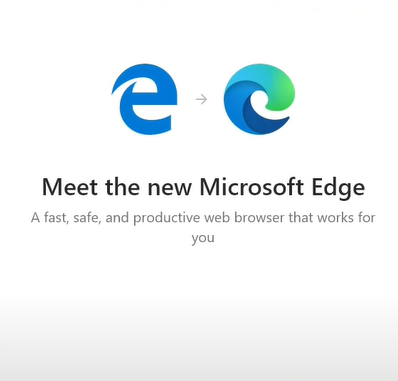 Meet the new Microsoft Edge
A fast, safe, and productive web browser that works for
you